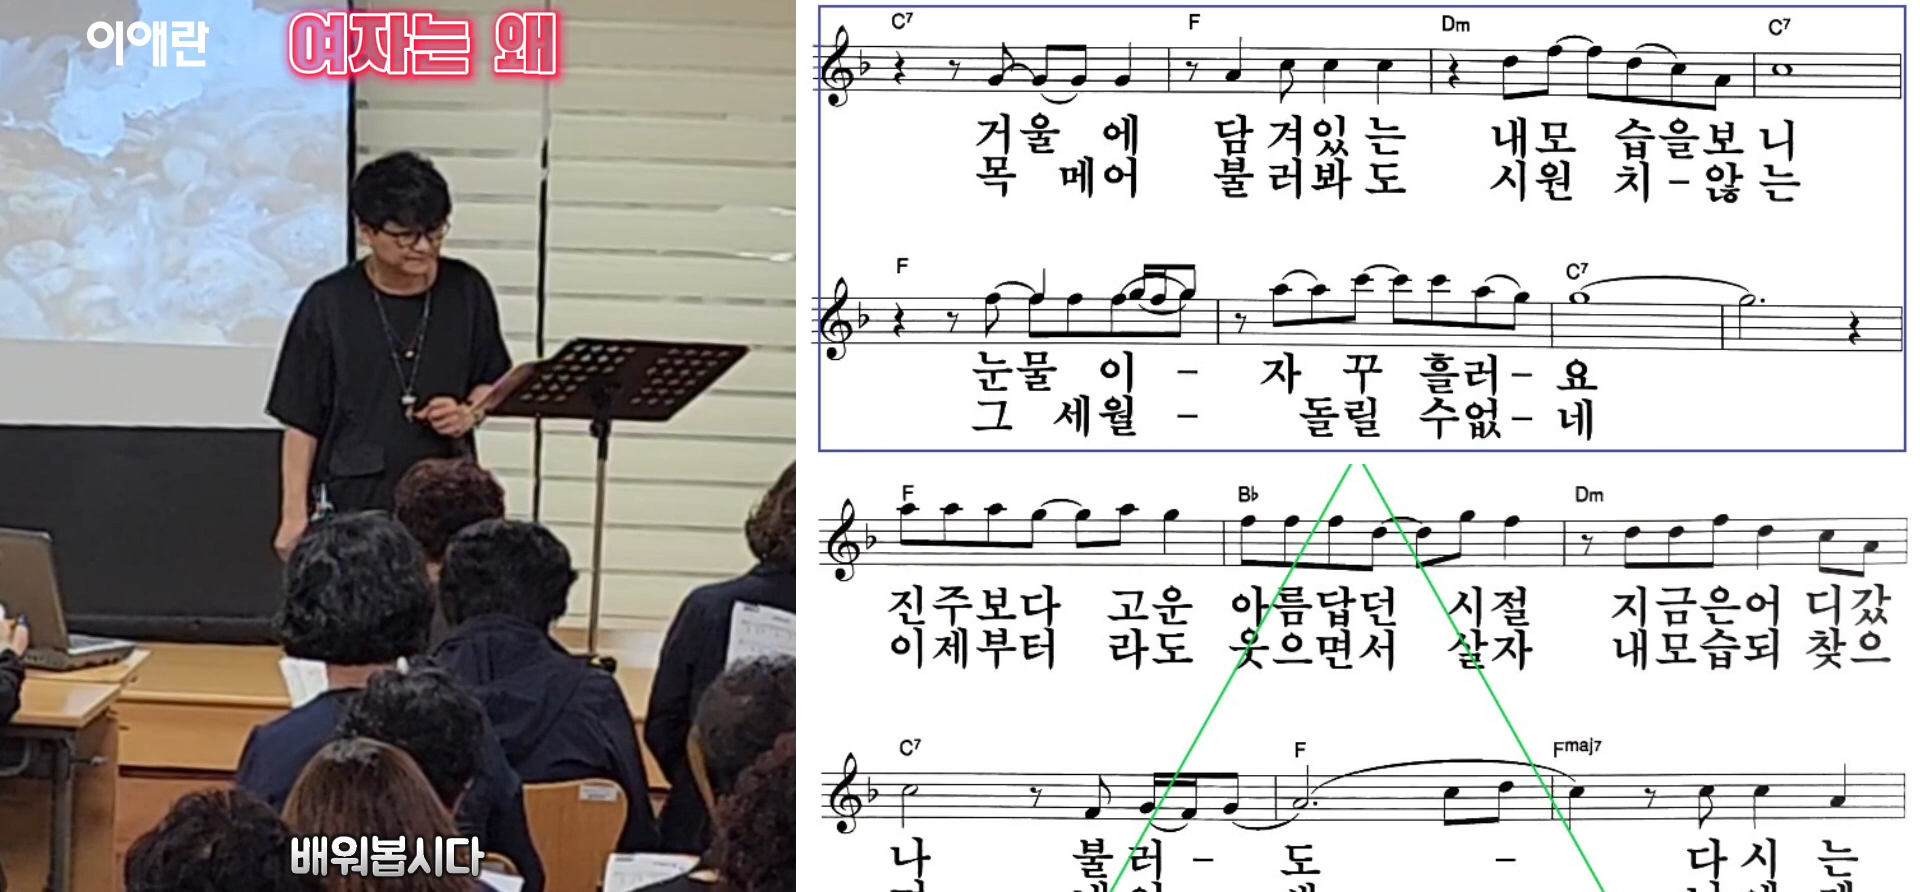 이애란 여자는 왜
배워봅시다
C7 F Dm C7
거울 에 담겨있는 내모 습을보니
목 메어 불러봐도 시원 치-않는
F C7
눈물 이 - 자 꾸 흘러- 요
그 세월 - 돌릴 수없- 네
F B♭ Dm
진주보다 고운 아름답던 시절 지금은어 디갔
이제부터 라도 웃으면서 살자 내모습되 찾으
C7 F Fmaj7
나 불러 - 도 - 다시 는